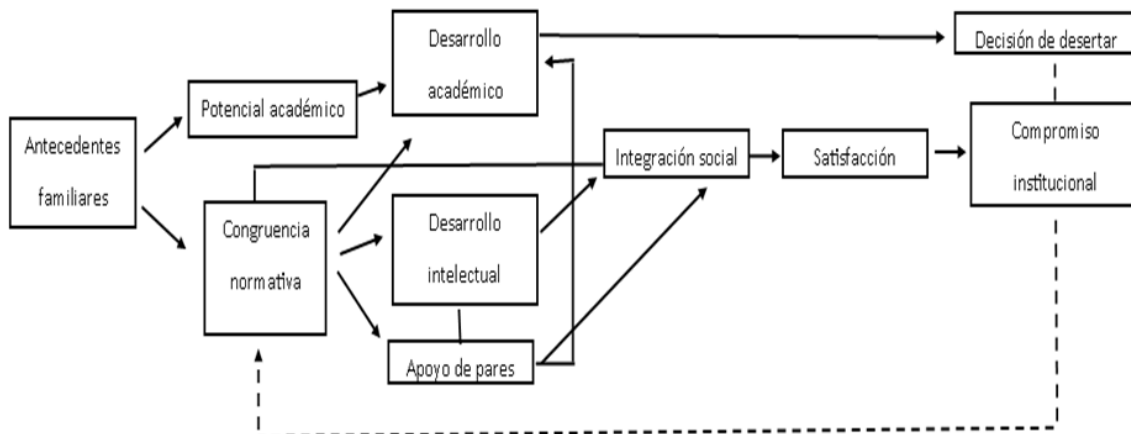 Desarrollo
académico
Decisión de desertar
Potencial académico
Antecedentes
familiares
Integración social
Satisfacción
Compromiso
institucional
Congruencia
normativa
Desarrollo
intelectual
Apoyo de pares